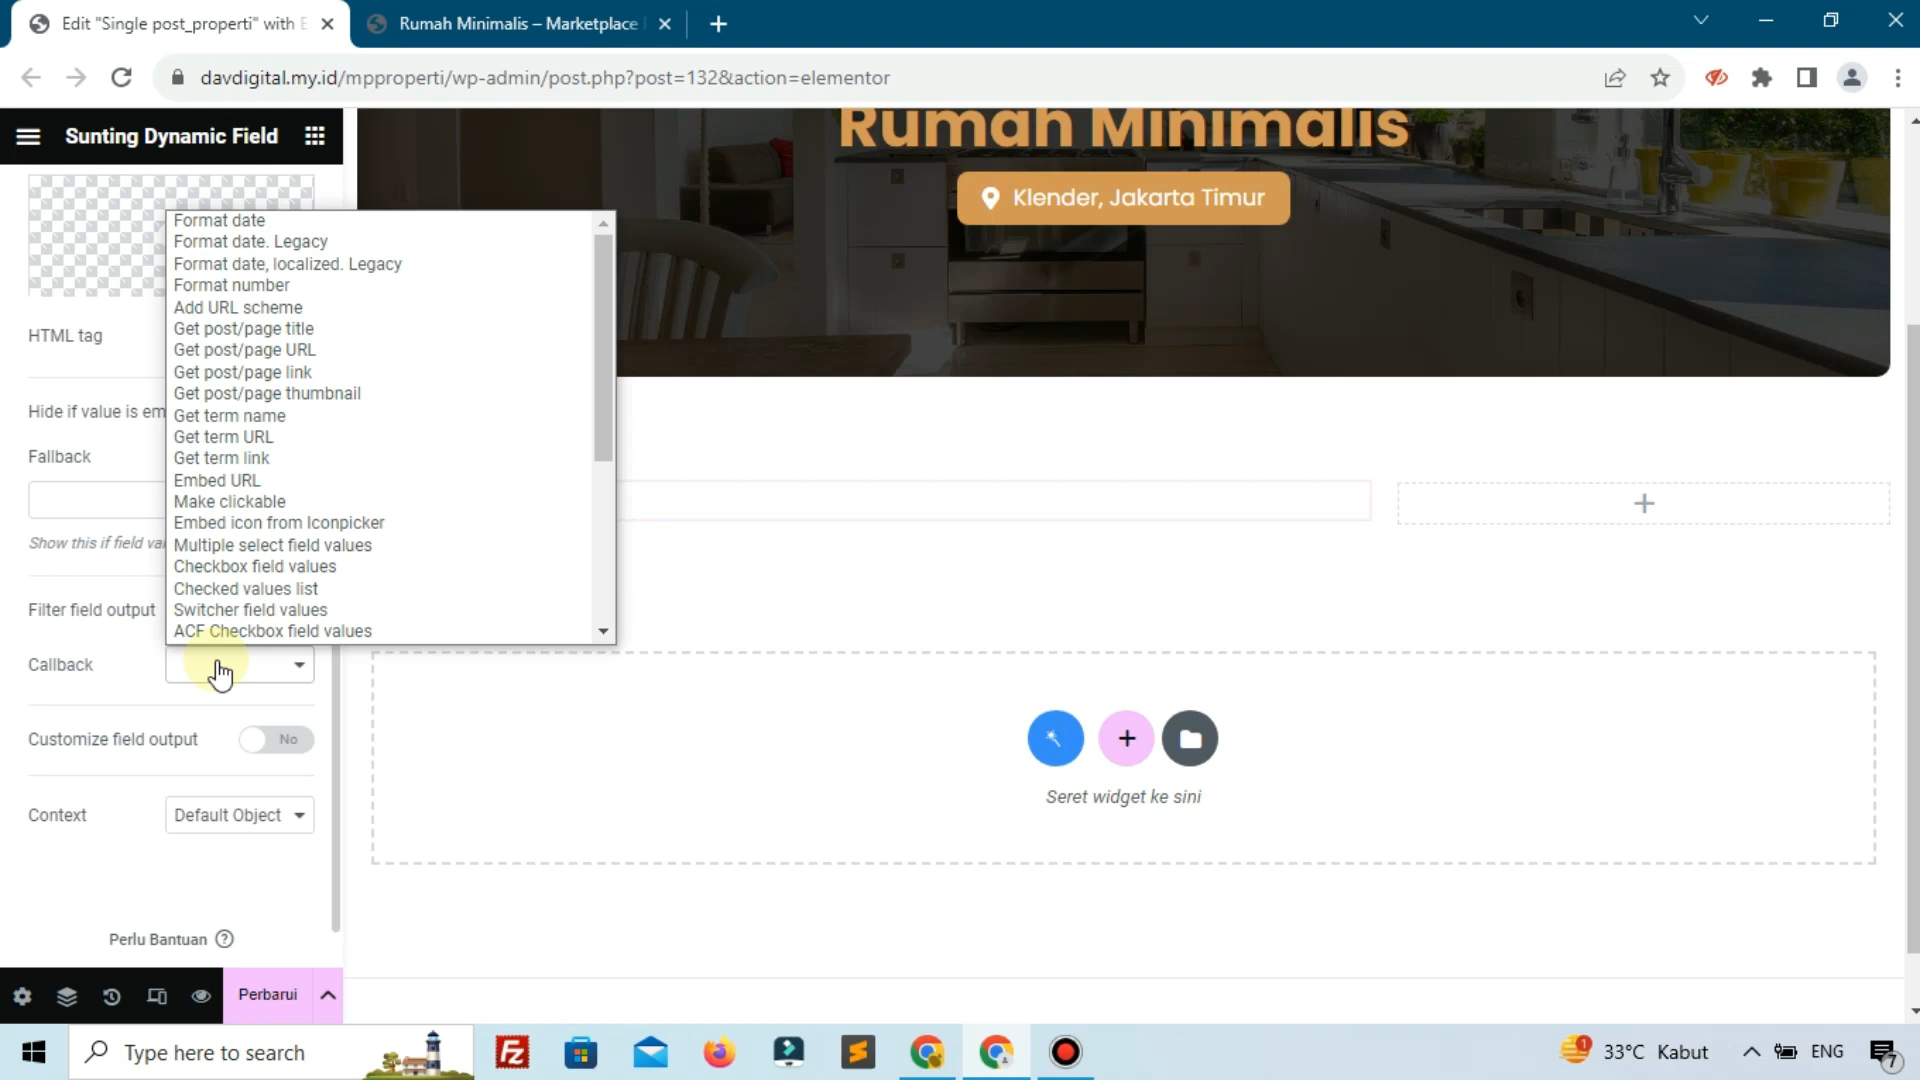 Edit "Single post_properti" with E
Rumah Minimalis – Marketplace
davdigital.my.id/mpproperti/wp-admin/post.php?post=132&action=elementor
Sunting Dynamic Field
Rumah Minimalis
Klender, Jakarta Timur
Format date
Format date. Legacy
Format date, localized. Legacy
Format number
Add URL scheme
Get post/page title
Get post/page URL
Get post/page link
Get post/page thumbnail
Get term name
Get term URL
Get term link
Embed URL
Make clickable
Embed icon from Iconpicker
Multiple select field values
Checkbox field values
Checked values list
Switcher field values
ACF Checkbox field values
HTML tag
Hide if value is em
Fallback
Show this if field val
Filter field output
Callback
Customize field output
No
Context
Default Object
Perlu Bantuan ?
Perbarui
Seret widget ke sini
Type here to search
1
33°C Kabut
ENG
7